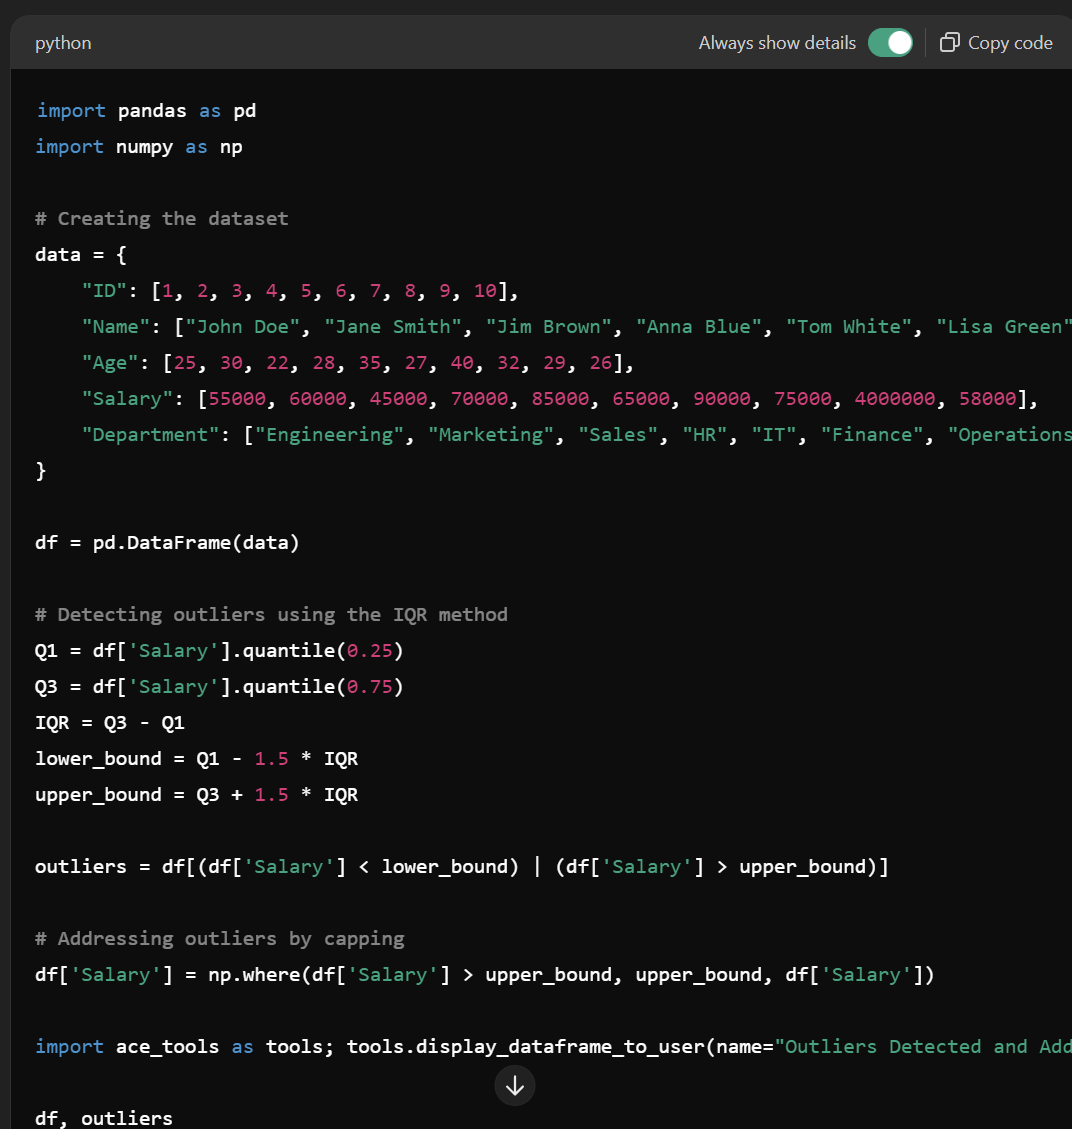 python
Always show details
Copy code
import pandas as pd
import numpy as np
# Creating the dataset
data = {
"ID": [1, 2, 3, 4, 5, 6, 7, 8, 9, 10],
"Name": ["John Doe", "Jane Smith", "Jim Brown", "Anna Blue", "Tom White", "Lisa Green"
"Age": [25, 30, 22, 28, 35, 27, 40, 32, 29, 26],
"Salary": [55000, 60000, 45000, 70000, 85000, 65000, 90000, 75000, 4000000, 58000],
"Department": ["Engineering", "Marketing", "Sales", "HR", "IT", "Finance", "Operations
}
df = pd.DataFrame(data)
# Detecting outliers using the IQR method
Q1 = df['Salary'].quantile(0.25)
Q3 = df['Salary'].quantile(0.75)
IQR = Q3 - Q1
lower_bound = Q1 - 1.5 * IQR
upper_bound = Q3 + 1.5 * IQR
outliers = df[(df['Salary'] < lower_bound) | (df['Salary'] > upper_bound)]
# Addressing outliers by capping
df['Salary'] = np.where(df['Salary'] > upper_bound, upper_bound, df['Salary'])
import ace_tools as tools; tools.display_dataframe_to_user(name="Outliers Detected and Add
df, outliers